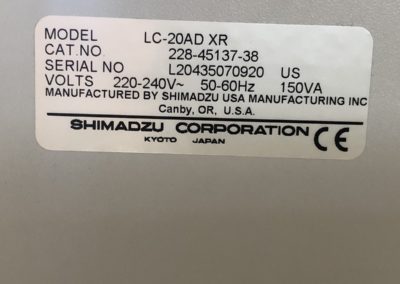 MODEL LC-20AD XR
CAT.NO. 228-45137-38
SERIAL NO L20435070920 US
VOLTS 220-240V~ 50-60Hz 150VA
MANUFACTURED BY SHIMADZU USA MANUFACTURING INC
Canby, OR, U.S.A.
SHIMADZU CORPORATION CE
KYOTO JAPAN